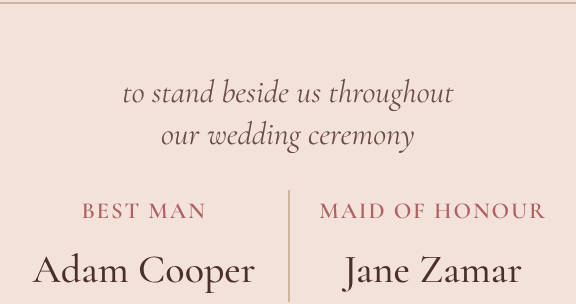 to stand beside us throughout
our wedding ceremony
BEST MAN
Adam Cooper
MAID OF HONOUR
Jane Zamar